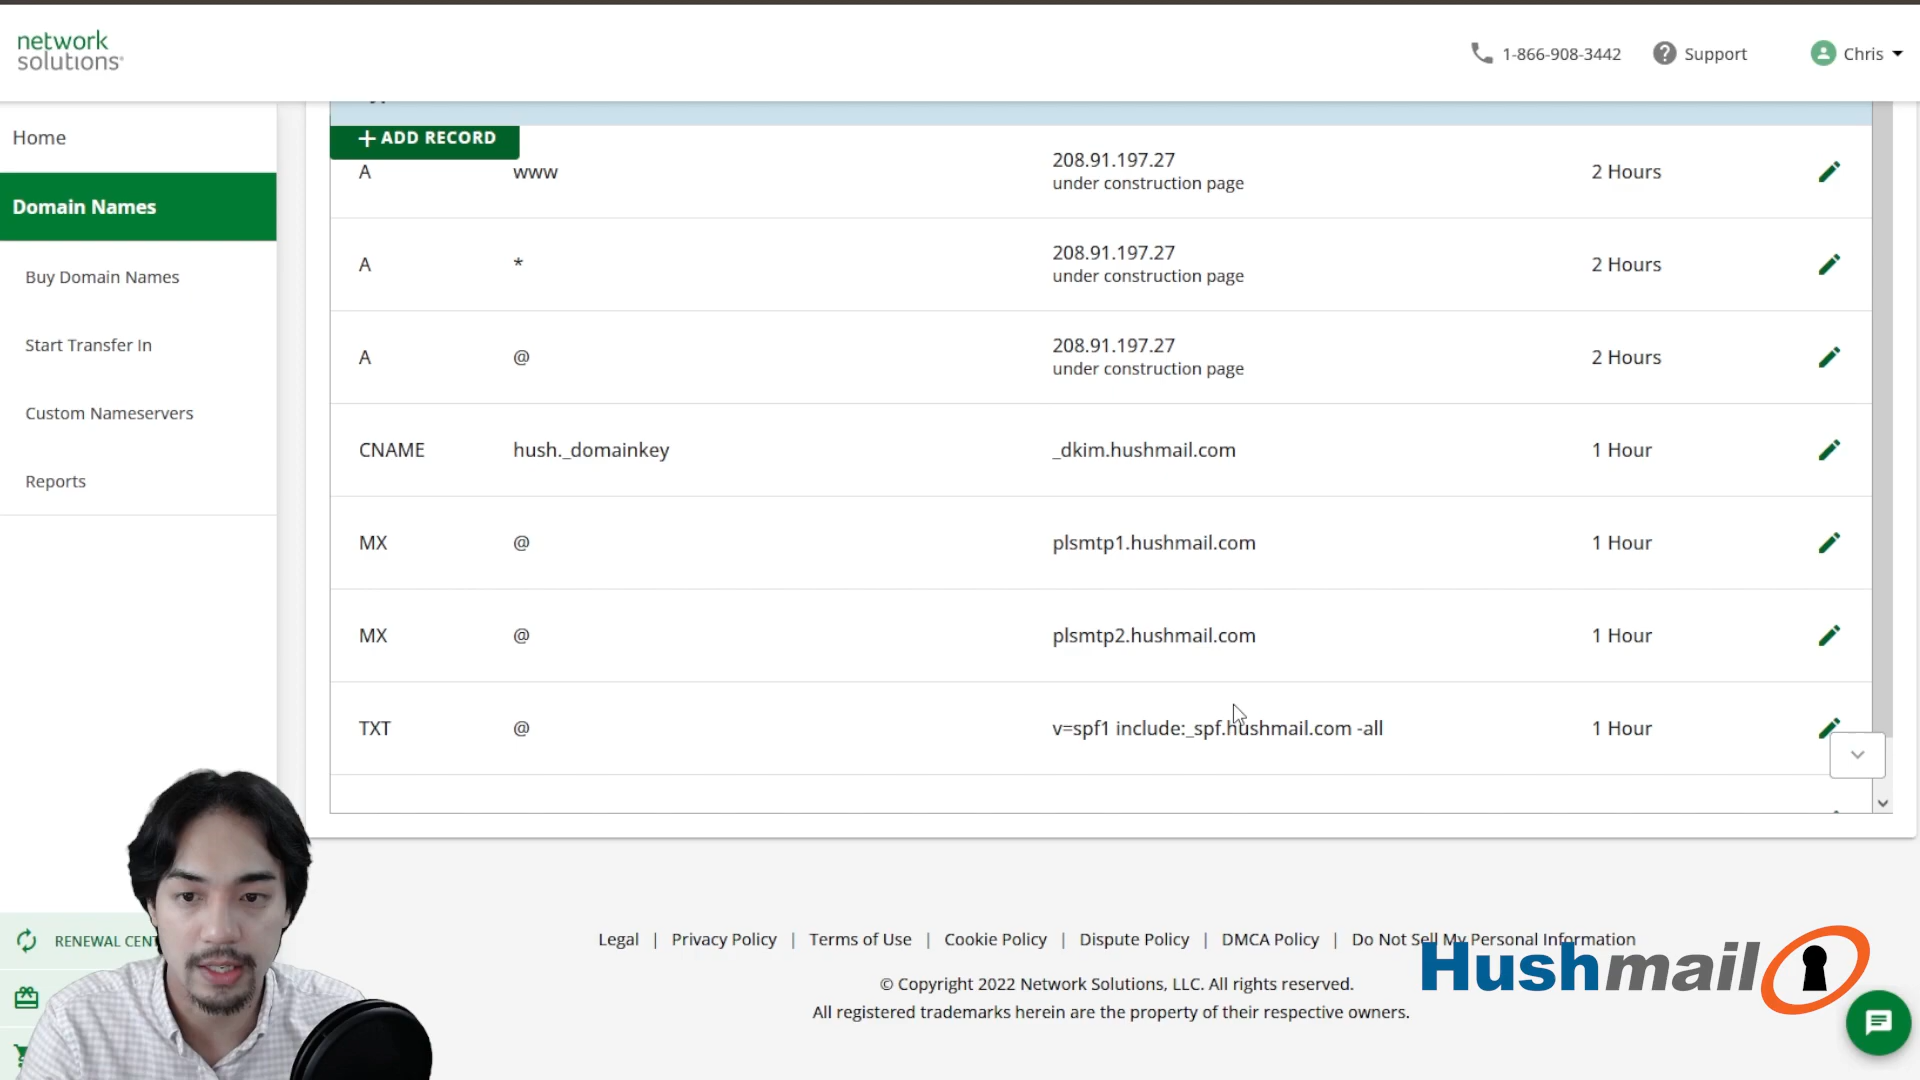 network
solutions
1-866-908-3442
Support
Chris
Home
Domain Names
Buy Domain Names
Start Transfer In
Custom Nameservers
Reports
RENEWAL CENT
+ ADD RECORD
A www 208.91.197.27 2 Hours
under construction page
A * 208.91.197.27 2 Hours
under construction page
A @ 208.91.197.27 2 Hours
under construction page
CNAME hush._domainkey _dkim.hushmail.com 1 Hour
MX @ plsmtp1.hushmail.com 1 Hour
MX @ plsmtp2.hushmail.com 1 Hour
TXT @ v=spf1 include:_spf.hushmail.com -all 1 Hour
Legal | Privacy Policy | Terms of Use | Cookie Policy | Dispute Policy | DMCA Policy | Do Not Sell My Personal Information
© Copyright 2022 Network Solutions, LLC. All rights reserved.
All registered trademarks herein are the property of their respective owners.
Hushmail